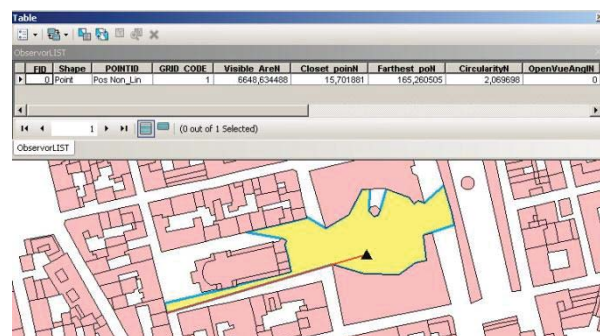 Table
ObservorLIST
FID Shape POINTID GRID_CODE Visible_AreN Closet_poinN Farthest_poN CircularityN OpenVueAnglN
0 Point Pos Non_Lin 1 6648,634488 15,701881 165,260505 2,069698 0
1 (0 out of 1 Selected)
ObservorLIST